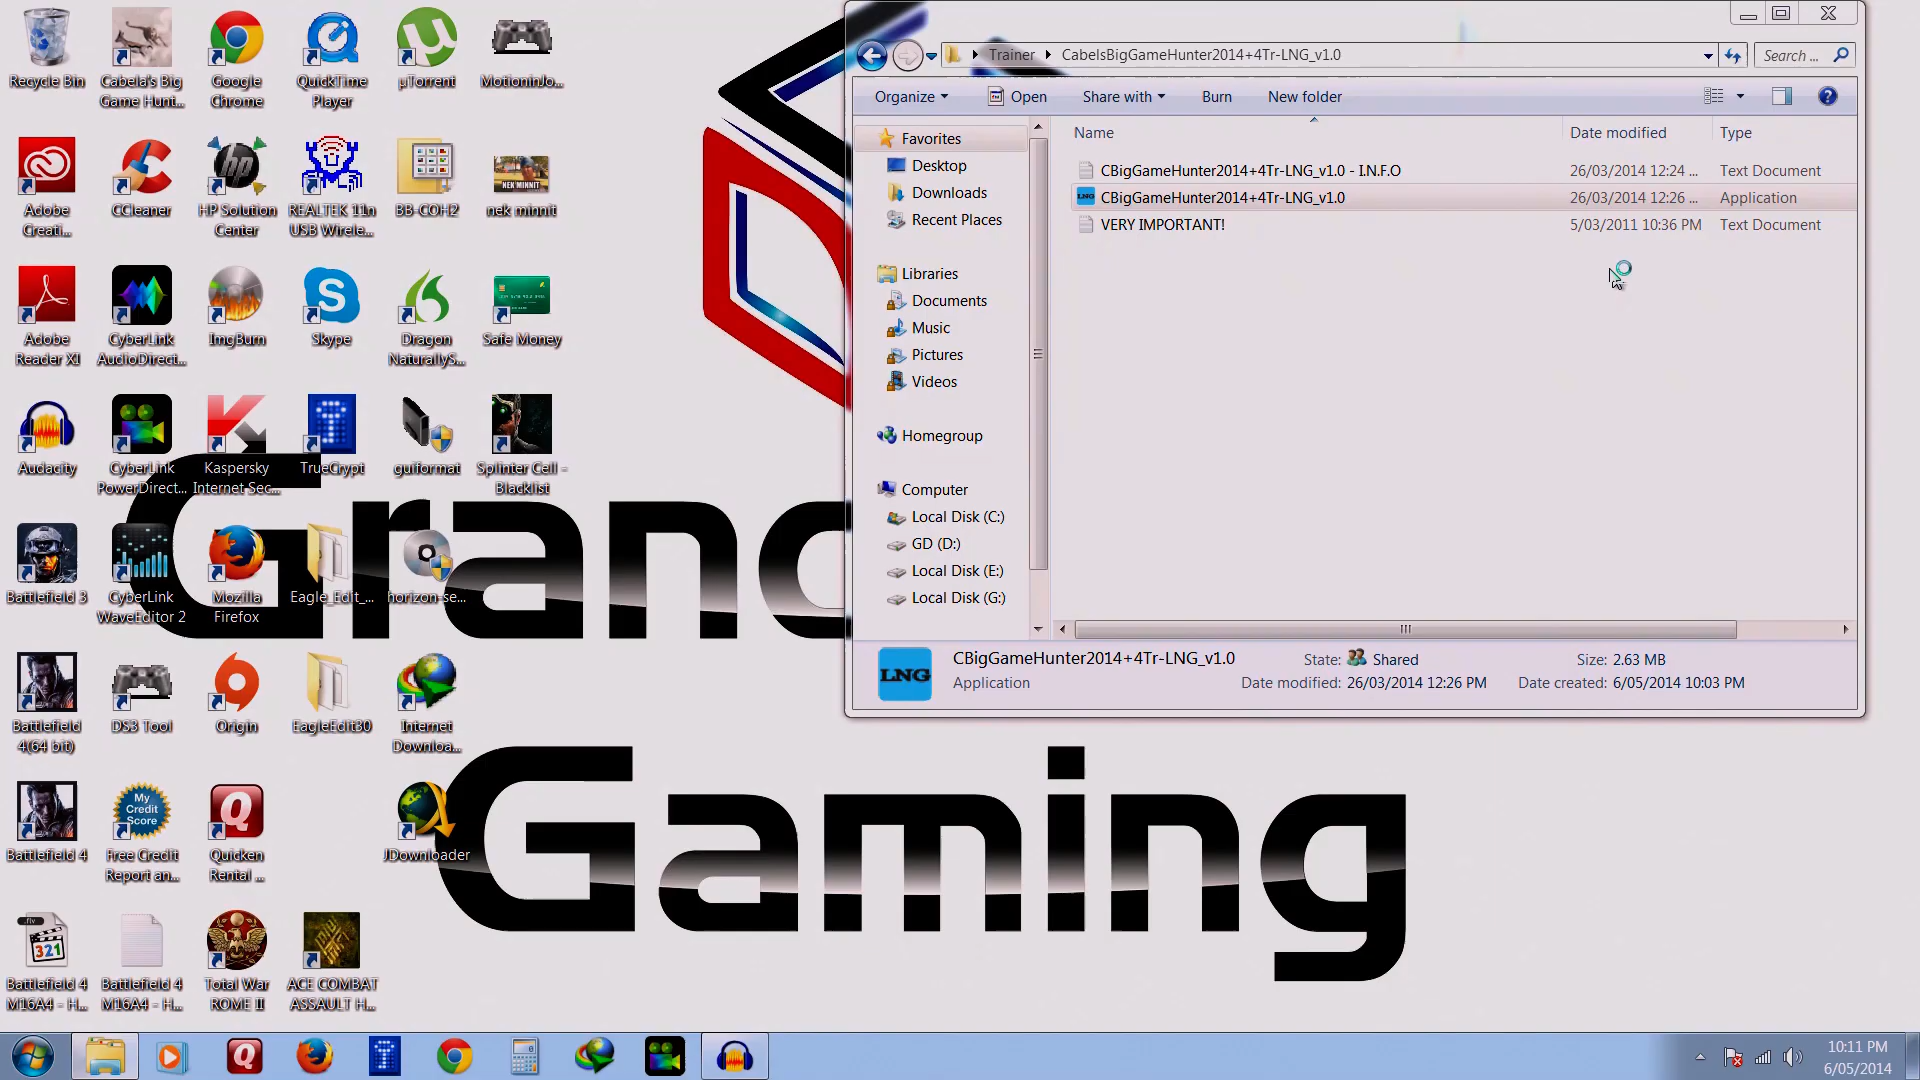 Recycle Bin
Cabela's Big
Game Hunt...
Google
Chrome
QuickTime
Player
µTorrent
MotioninJo...
Adobe
Creati...
CCleaner
HP Solution
Center
REALTEK 11n
USB Wirele...
BB-COH2
NEK MINNIT
nek minnit
Adobe
Reader XI
CyberLink
AudioDirect...
ImgBurn
Skype
Dragon
NaturallyS...
Safe Money
Audacity
CyberLink
PowerDirect...
Kaspersky
Internet Sec...
TrueCrypt
guiformat
Splinter Cell -
Blacklist
Battlefield 3
CyberLink
WaveEditor 2
Mozilla
Firefox
Eagle_Edit_...
horizon-se...
Battlefield
4(64 bit)
DS3 Tool
Origin
EagleEdit30
Internet
Downloa...
Battlefield 4
My
Credit
Score
Free Credit
Report an...
Quicken
Rental ...
JDownloader
.flv
321
Battlefield 4
M16A4 - H...
Battlefield 4
M16A4 - H...
Total War
ROME II
ACE COMBAT
ASSAULT H...
Gaming
Trainer
CabelsBigGameHunter2014+4Tr-LNG_v1.0
Search ...
Organize
Open
Share with
Burn
New folder
Favorites
Desktop
Downloads
Recent Places
Libraries
Documents
Music
Pictures
Videos
Homegroup
Computer
Local Disk (C:)
GD (D:)
Local Disk (E:)
Local Disk (G:)
Name Date modified Type
CBigGameHunter2014+4Tr-LNG_v1.0 - I.N.F.O 26/03/2014 12:24 ... Text Document
CBigGameHunter2014+4Tr-LNG_v1.0 26/03/2014 12:26 ... Application
VERY IMPORTANT! 5/03/2011 10:36 PM Text Document
LNG
CBigGameHunter2014+4Tr-LNG_v1.0
Application
State: Shared
Date modified: 26/03/2014 12:26 PM
Size: 2.63 MB
Date created: 6/05/2014 10:03 PM
10:11 PM
6/05/2014